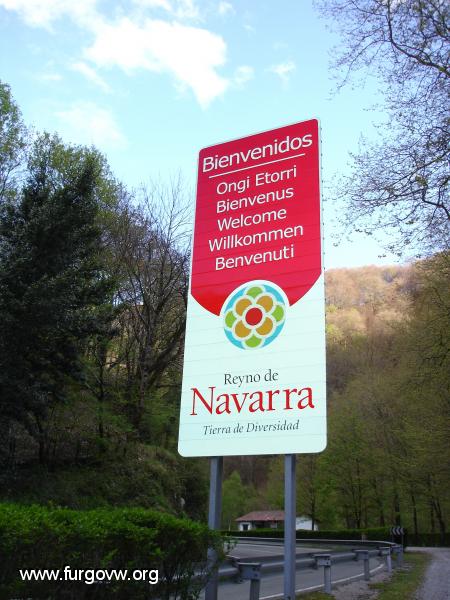 Bienvenidos
Ongi Etorri
Bienvenus
Welcome
Willkommen
Benvenuti
Reyno de
Navarra
Tierra de Diversidad
www.furgovw.org